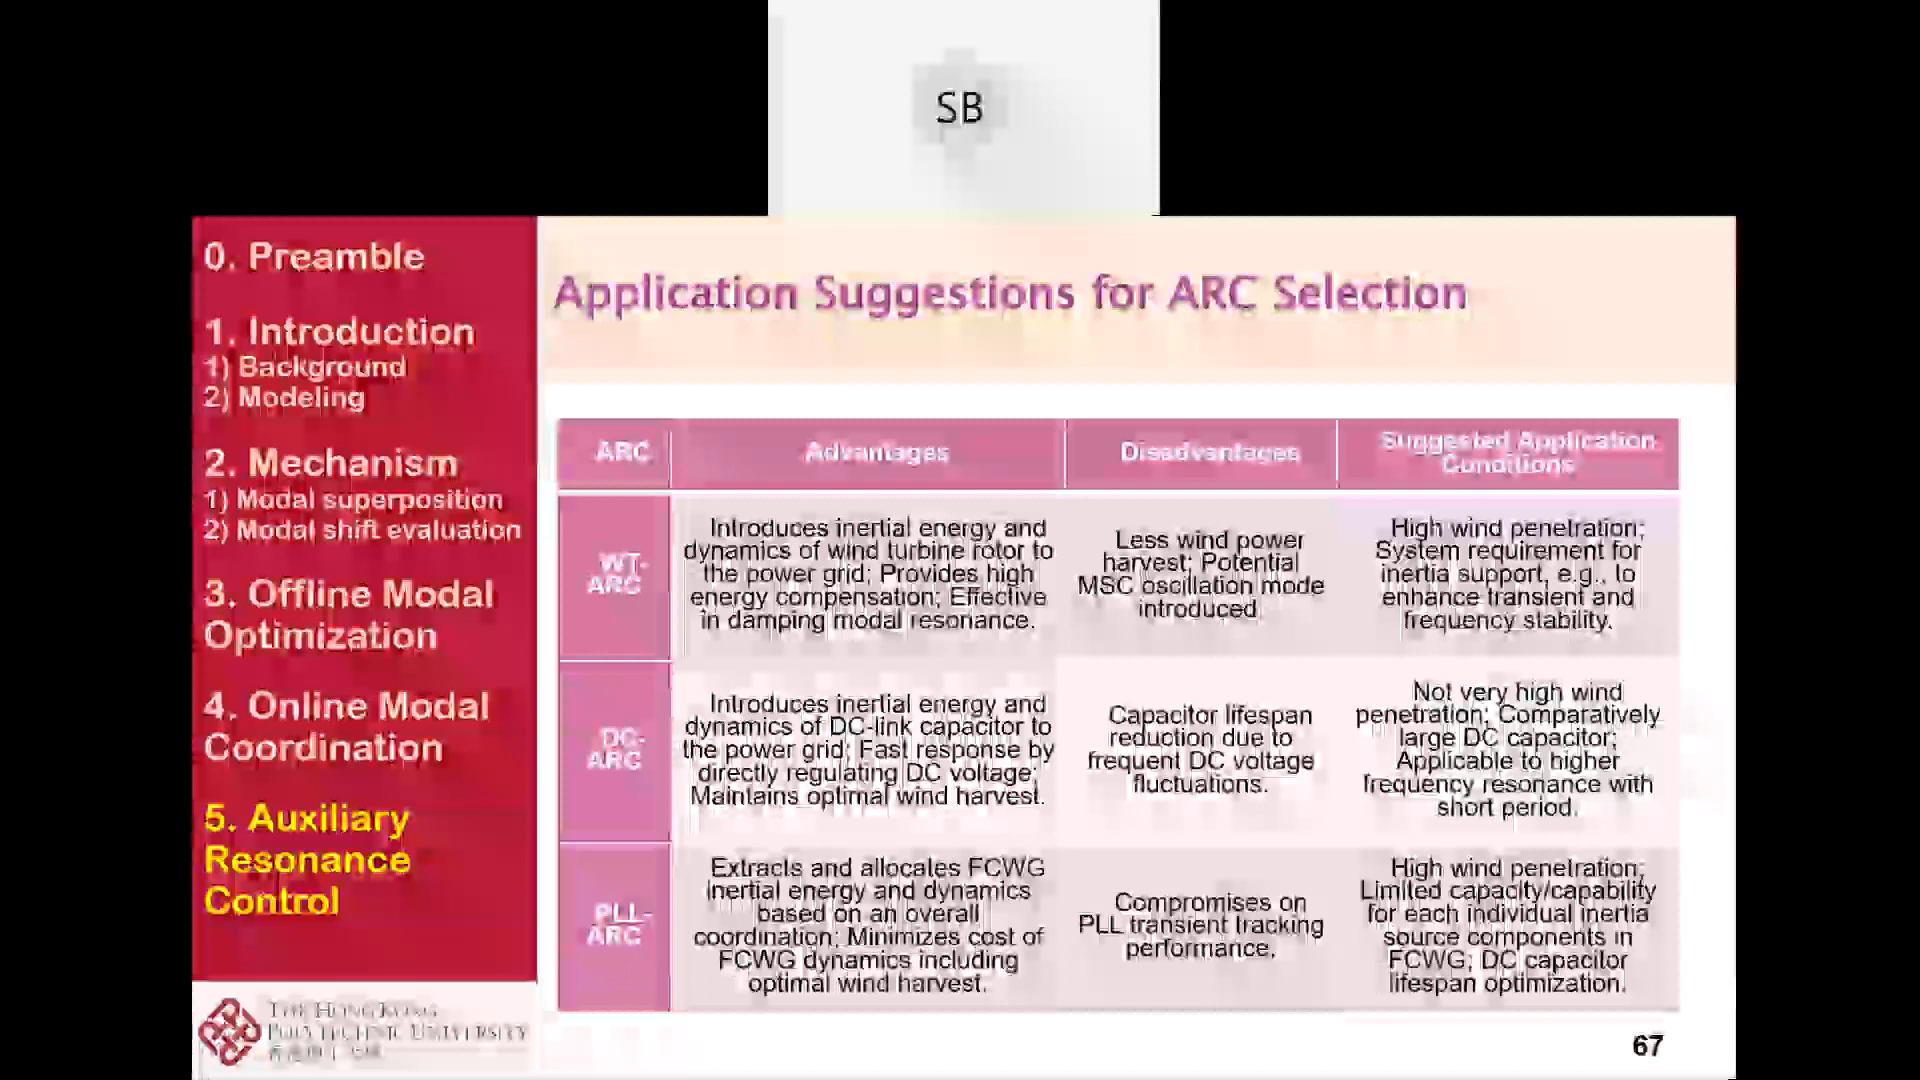 SB
0. Preamble
1. Introduction
1) Background
2) Modeling
2. Mechanism
1) Modal superposition
2) Modal shift evaluation
3. Offline Modal
Optimization
4. Online Modal
Coordination
5. Auxiliary
Resonance
Control
THE HONG KONG
POLYTECHNIC UNIVERSITY
Application Suggestions for ARC Selection
ARC
Advantages
Disadvantages
Suggested Application
Conditions
WT-
ARC
Introduces inertial energy and
dynamics of wind turbine rotor to
the power grid; Provides high
energy compensation; Effective
in damping modal resonance.
Less wind power
harvest; Potential
MSC oscillation mode
introduced.
High wind penetration;
System requirement for
inertia support, e.g., to
enhance transient and
frequency stability.
DC-
ARC
Introduces inertial energy and
dynamics of DC-link capacitor to
the power grid; Fast response by
directly regulating DC voltage;
Maintains optimal wind harvest.
Capacitor lifespan
reduction due to
frequent DC voltage
fluctuations.
Not very high wind
penetration; Comparatively
large DC capacitor;
Applicable to higher
frequency resonance with
short period.
PLL-
ARC
Extracts and allocates FCWG
inertial energy and dynamics
based on an overall
coordination; Minimizes cost of
FCWG dynamics including
optimal wind harvest.
Compromises on
PLL transient tracking
performance.
High wind penetration;
Limited capacity/capability
for each individual inertia
source components in
FCWG; DC capacitor
lifespan optimization.
67